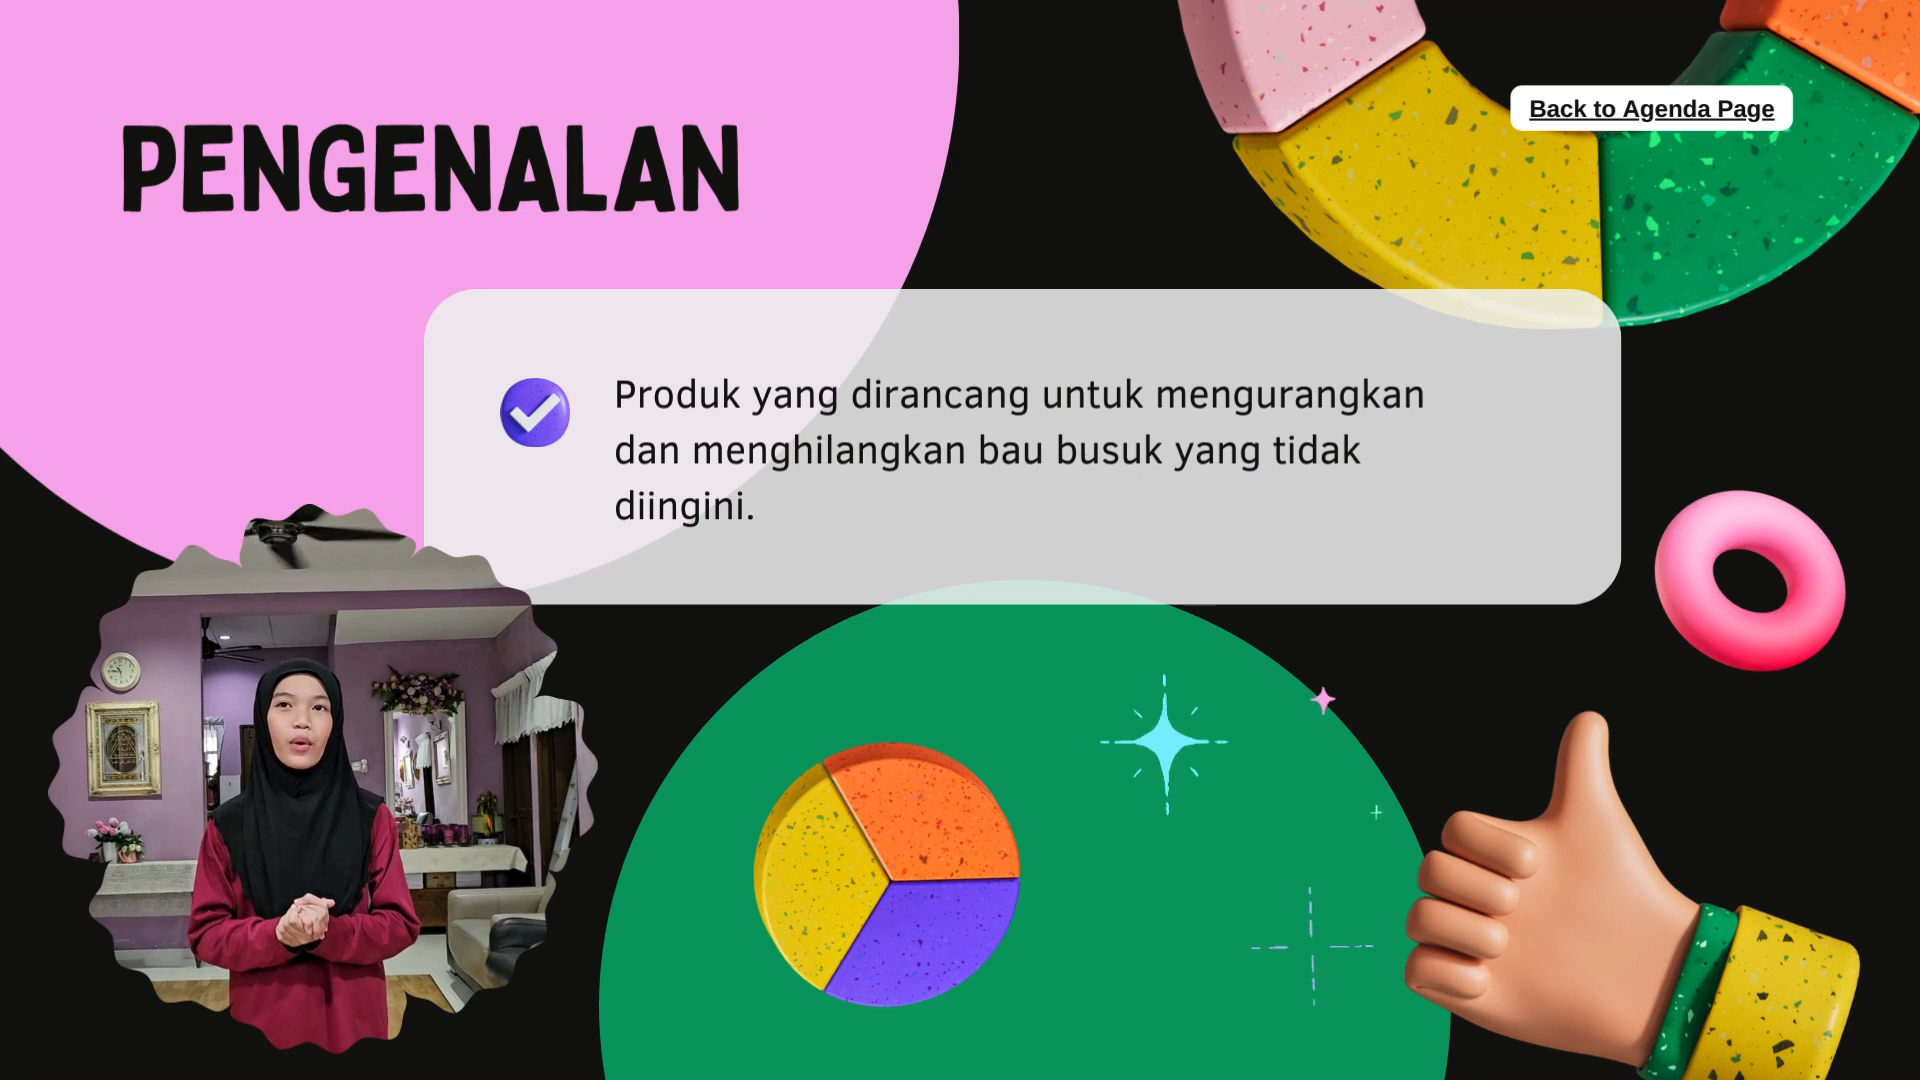 PENGENALAN
Back to Agenda Page
Produk yang dirancang untuk mengurangkan
dan menghilangkan bau busuk yang tidak
diingini.